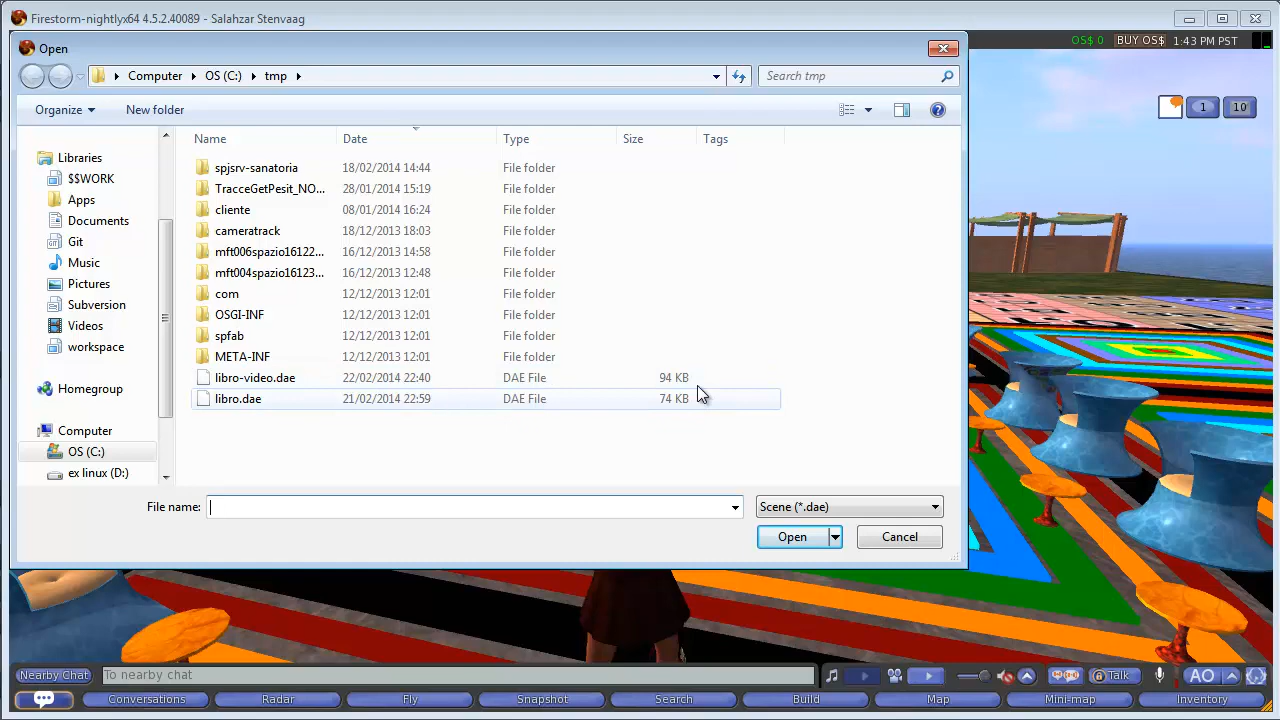 Firestorm-nightlyx64 4.5.2.40089 - Salahzar Stenvaag
Open
OS$ 0 BUY OS$ 1:43 PM PST
Computer OS (C:) tmp
Search tmp
1 10
Organize New folder
Name Date Type Size Tags
Libraries
$$WORK
Apps
Documents
Git
Music
Pictures
Subversion
Videos
workspace
Homegroup
Computer
OS (C:)
ex linux (D:)
spjsrv-sanatoria 18/02/2014 14:44 File folder
TracceGetPesit_NO... 28/01/2014 15:19 File folder
cliente 08/01/2014 16:24 File folder
cameratrack 18/12/2013 18:03 File folder
mft006spazio16122... 16/12/2013 14:58 File folder
mft004spazio16123... 16/12/2013 12:48 File folder
com 12/12/2013 12:01 File folder
OSGI-INF 12/12/2013 12:01 File folder
spfab 12/12/2013 12:01 File folder
META-INF 12/12/2013 12:01 File folder
libro-video.dae 22/02/2014 22:40 DAE File 94 KB
libro.dae 21/02/2014 22:59 DAE File 74 KB
File name: Scene (*.dae)
Open Cancel
Nearby Chat To nearby chat Talk AO
Conversations Radar Fly Snapshot Search Build Map Mini-map Inventory